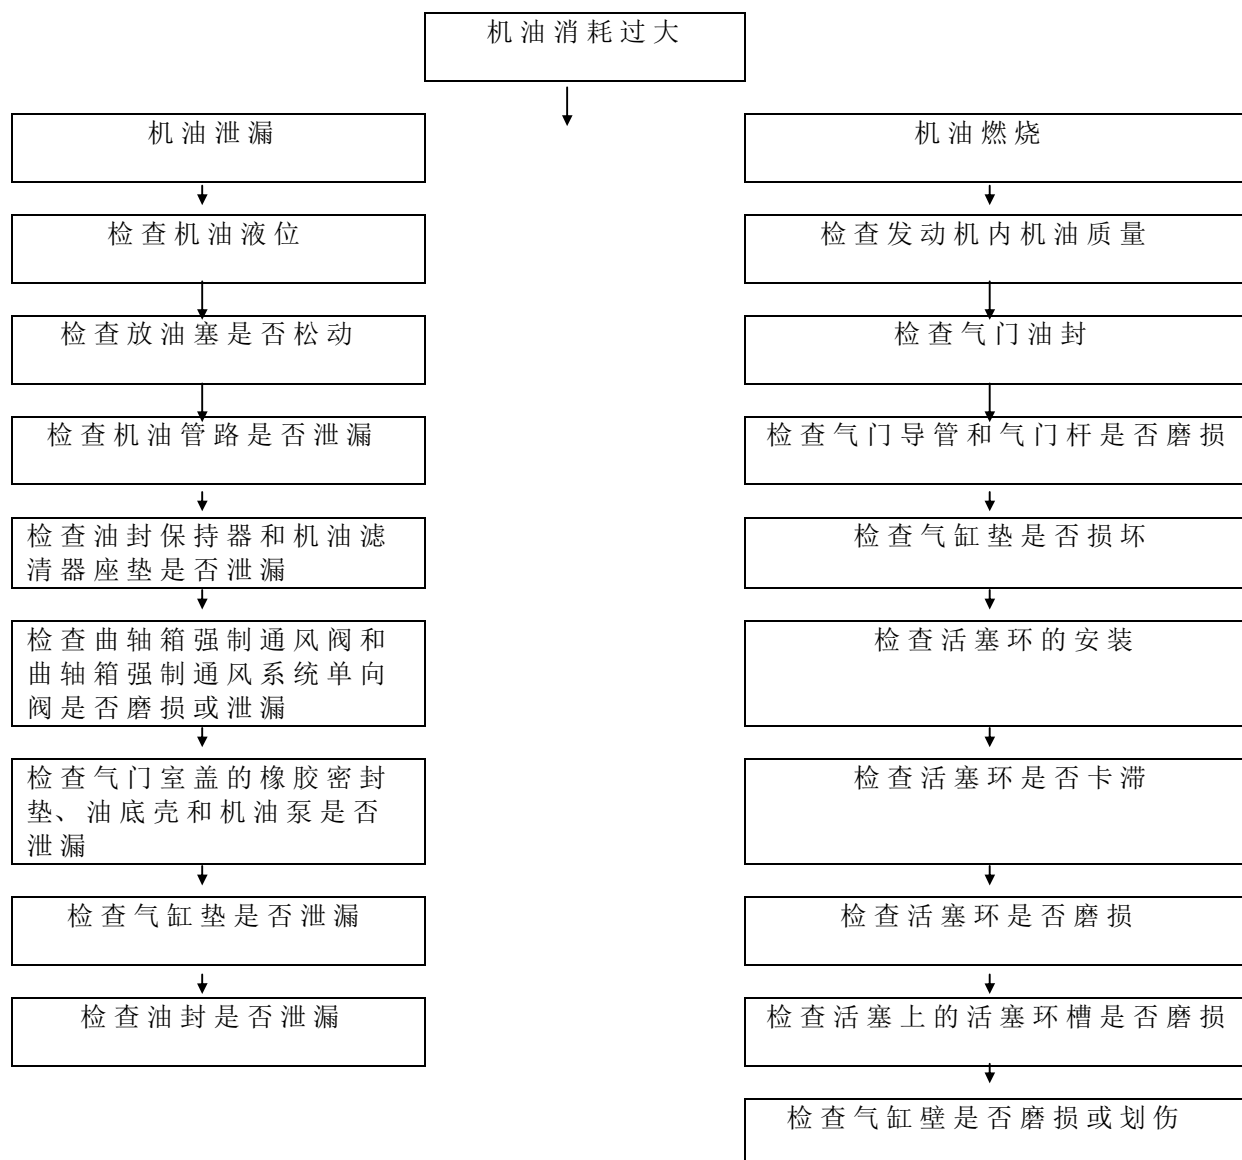 机油消耗过大
机油泄漏
机油燃烧
检查机油液位
检查发动机内机油质量
检查放油塞是否松动
检查气门油封
检查机油管路是否泄漏
检查气门导管和气门杆是否磨损
检查油封保持器和机油滤
清器座垫是否泄漏
检查气缸垫是否损坏
检查曲轴箱强制通风阀和
曲轴箱强制通风系统单向
阀是否磨损或泄漏
检查活塞环的安装
检查气门室盖的橡胶密封
垫、油底壳和机油泵是否
泄漏
检查活塞环是否卡滞
检查气缸垫是否泄漏
检查活塞环是否磨损
检查油封是否泄漏
检查活塞上的活塞环槽是否磨损
检查气缸壁是否磨损或划伤